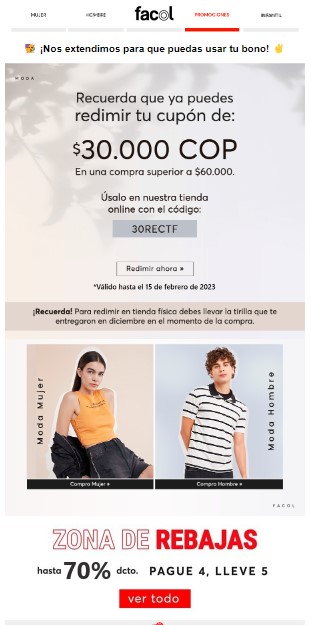 MUJER
HOMBRE
facol
PROMOCIONES
INFANTIL
¡Nos extendimos para que puedas usar tu bono!
MODA
Recuerda que ya puedes
redimir tu cupón de:
$30.000 COP
En una compra superior a $60.000.
Úsalo en nuestra tienda
online con el código:
30RECTF
Redimir ahora »
*Válido hasta el 15 de febrero de 2023
¡Recuerda! Para redimir en tienda física debes llevar la tirilla que te
entregaron en diciembre en el momento de la compra.
Moda Mujer
Moda Hombre
Compra Mujer »
Compra Hombre »
FACOL
ZONA DE REBAJAS
hasta 70% dcto. PAGUE 4, LLEVE 5
ver todo